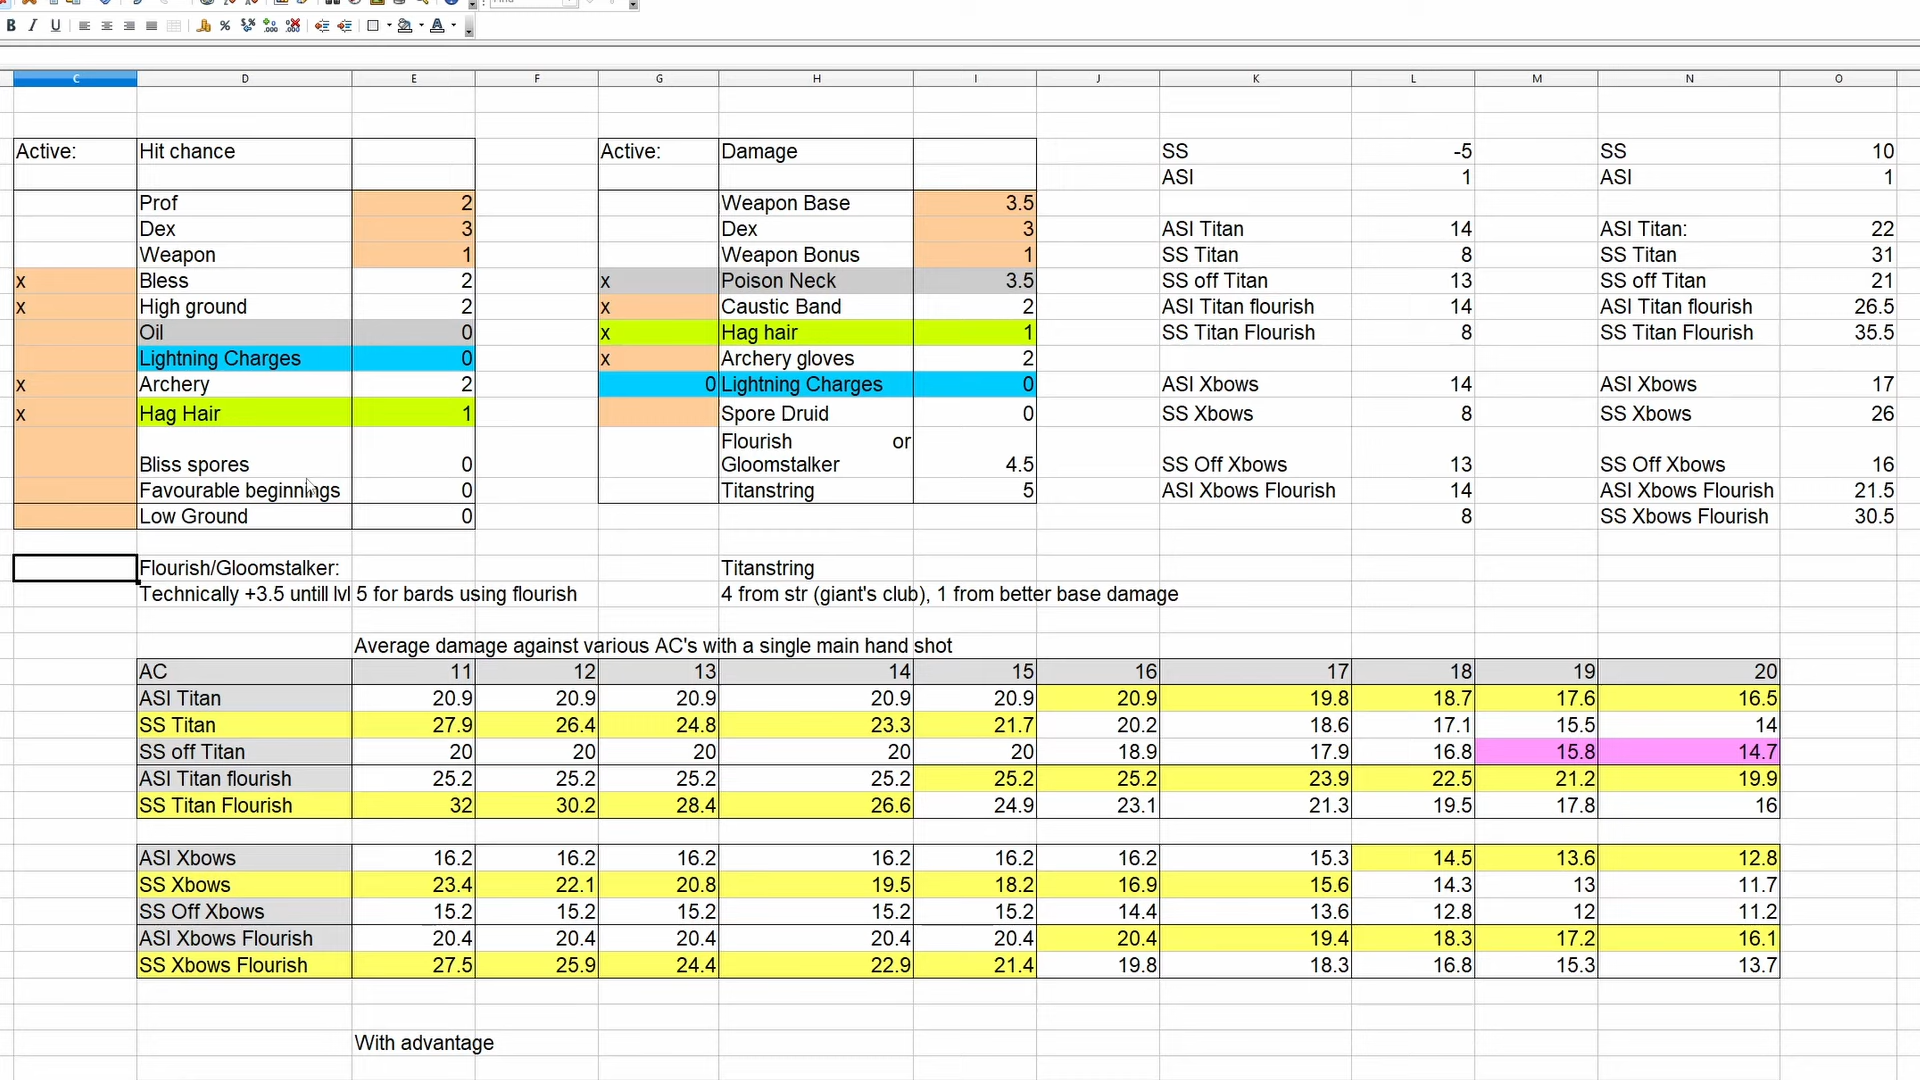 B I U
C D E F G H I J K L M N O
Active: Hit chance Active: Damage SS -5 SS 10
ASI 1 ASI 1
Prof 2 Weapon Base 3.5
Dex 3 Dex 3 ASI Titan 14 ASI Titan: 22
Weapon 1 Weapon Bonus 1 SS Titan 8 SS Titan 31
x Bless 2 x Poison Neck 3.5 SS off Titan 13 SS off Titan 21
x High ground 2 x Caustic Band 2 ASI Titan flourish 14 ASI Titan flourish 26.5
Oil 0 x Hag hair 1 SS Titan Flourish 8 SS Titan Flourish 35.5
Lightning Charges 0 x Archery gloves 2
x Archery 2 0 Lightning Charges 0 ASI Xbows 14 ASI Xbows 17
x Hag Hair 1 Spore Druid 0 SS Xbows 8 SS Xbows 26
Flourish or
Bliss spores 0 Gloomstalker 4.5 SS Off Xbows 13 SS Off Xbows 16
Favourable beginnings 0 Titanstring 5 ASI Xbows Flourish 14 ASI Xbows Flourish 21.5
Low Ground 0 8 SS Xbows Flourish 30.5
Flourish/Gloomstalker: Titanstring
Technically +3.5 untill lvl 5 for bards using flourish 4 from str (giant's club), 1 from better base damage
Average damage against various AC's with a single main hand shot
AC 11 12 13 14 15 16 17 18 19 20
ASI Titan 20.9 20.9 20.9 20.9 20.9 20.9 19.8 18.7 17.6 16.5
SS Titan 27.9 26.4 24.8 23.3 21.7 20.2 18.6 17.1 15.5 14
SS off Titan 20 20 20 20 20 18.9 17.9 16.8 15.8 14.7
ASI Titan flourish 25.2 25.2 25.2 25.2 25.2 25.2 23.9 22.5 21.2 19.9
SS Titan Flourish 32 30.2 28.4 26.6 24.9 23.1 21.3 19.5 17.8 16
ASI Xbows 16.2 16.2 16.2 16.2 16.2 16.2 15.3 14.5 13.6 12.8
SS Xbows 23.4 22.1 20.8 19.5 18.2 16.9 15.6 14.3 13 11.7
SS Off Xbows 15.2 15.2 15.2 15.2 15.2 14.4 13.6 12.8 12 11.2
ASI Xbows Flourish 20.4 20.4 20.4 20.4 20.4 20.4 19.4 18.3 17.2 16.1
SS Xbows Flourish 27.5 25.9 24.4 22.9 21.4 19.8 18.3 16.8 15.3 13.7
With advantage